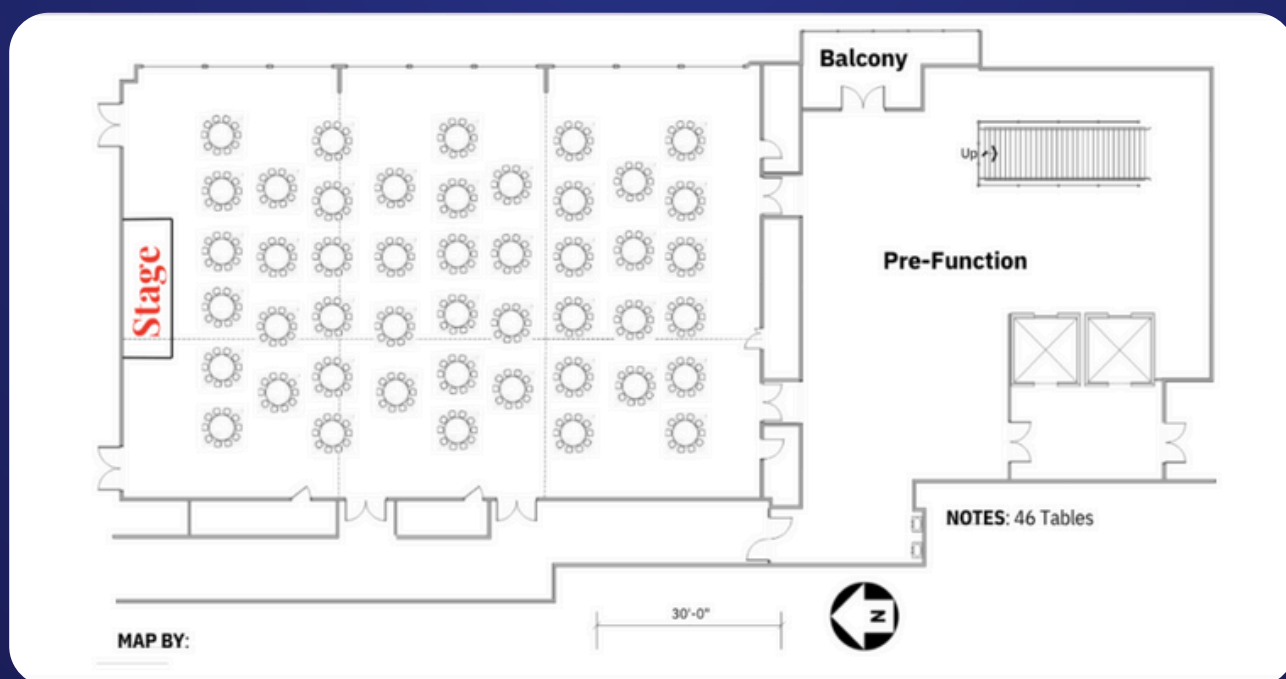 Balcony
Up
Stage
Pre-Function
NOTES: 46 Tables
30'-0"
N
MAP BY: